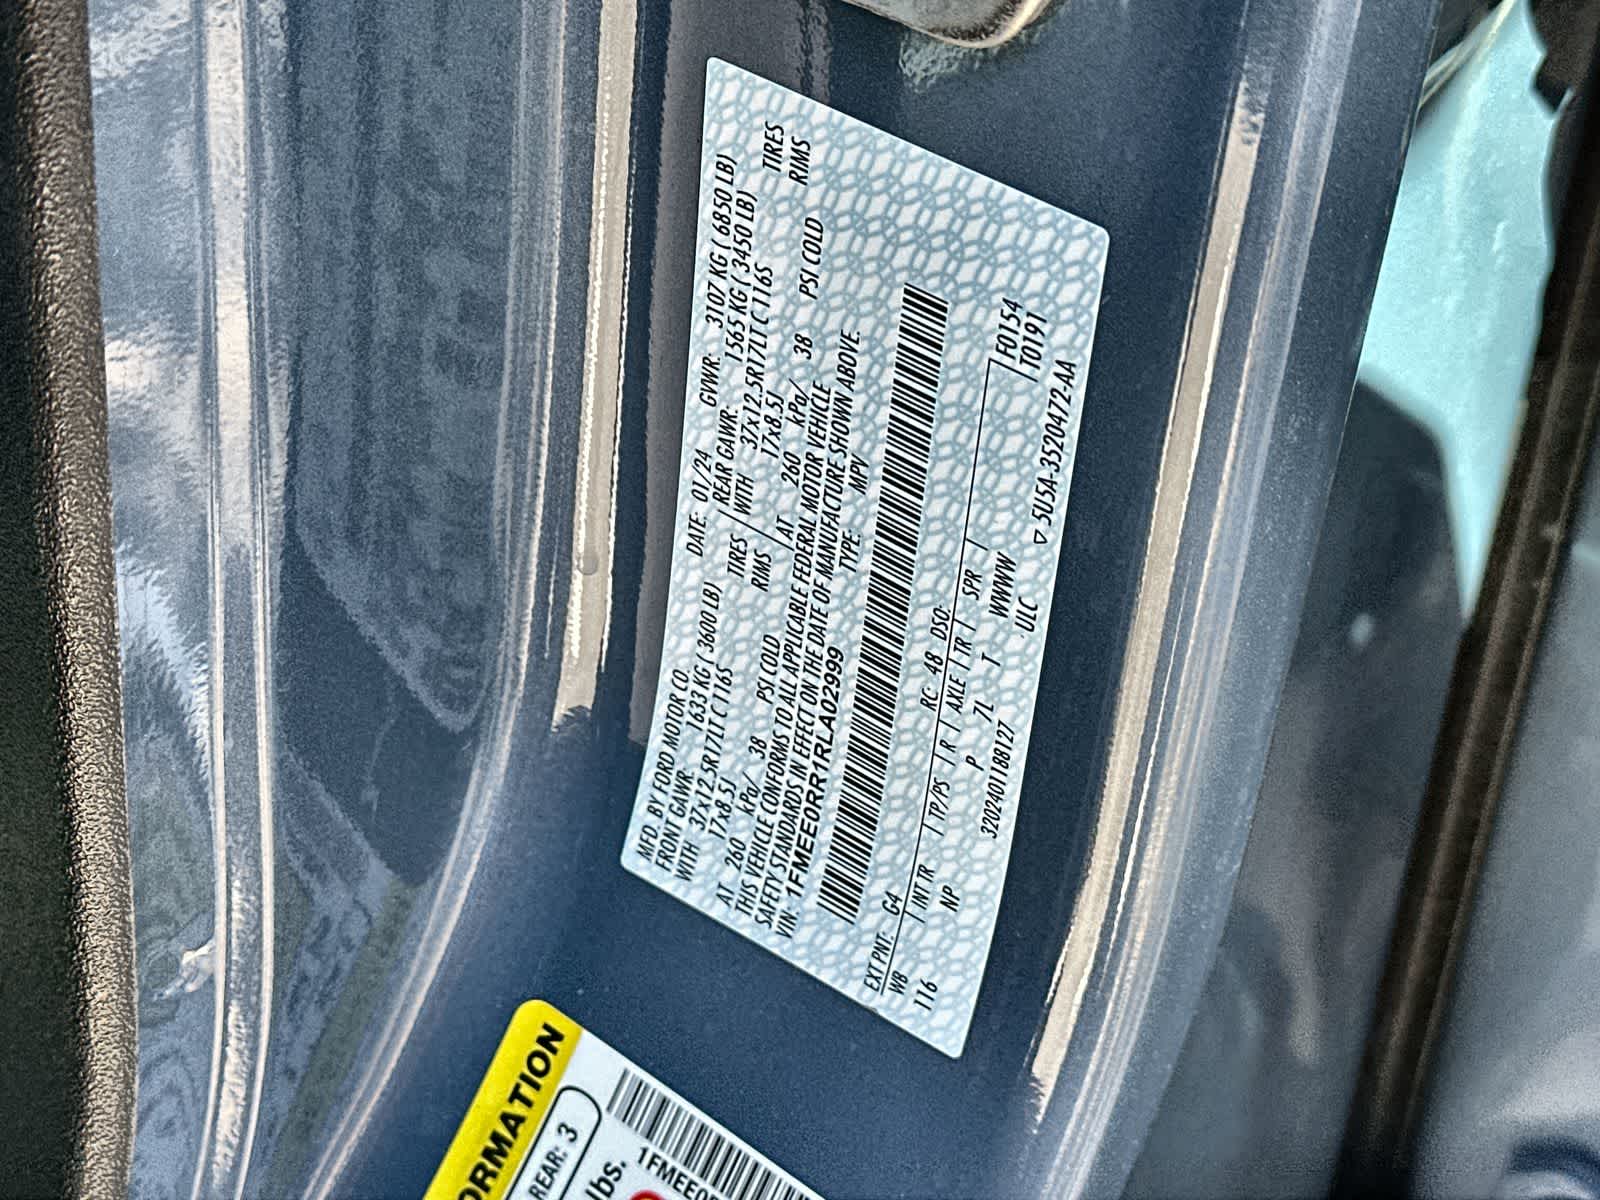 MFD. BY FORD MOTOR CO. DATE: 01/24 GVWR: 3107 KG ( 6850 LB)
FRONT GAWR: 1633 KG ( 3600 LB) REAR GAWR: 1565 KG ( 3450 LB)
WITH 37x12.5R17LT C 116S TIRES WITH 37x12.5R17LT C 116S TIRES
17x8.5J RIMS 17x8.5J RIMS
AT 260 kPa/ 38 PSI COLD AT 260 kPa/ 38 PSI COLD
THIS VEHICLE CONFORMS TO ALL APPLICABLE FEDERAL MOTOR VEHICLE
SAFETY STANDARDS IN EFFECT ON THE DATE OF MANUFACTURE SHOWN ABOVE.
VIN: 1FMEE0RR1RLA02999 TYPE: MPV
EXT PNT: G4 RC: 48 DSO: F0154
WB | INT TR | TP/PS | R | AXLE | TR | SPR T0191
116 NP P 7L T WWWW
320240118B127 ULC
▽5U5A-3520472-AA
ORMATION
REAR: 3
lbs.
1FMEE0R